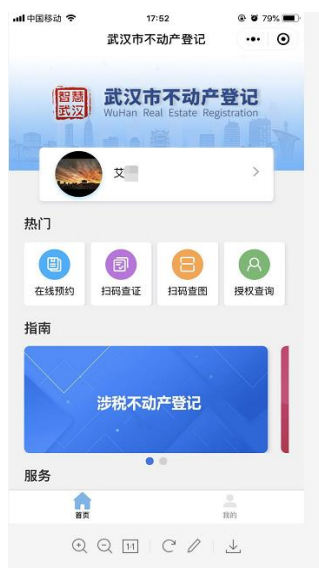 中国移动 17:52 79%
武汉市不动产登记
智慧武汉 武汉市不动产登记
WuHan Real Estate Registration
艾
热门
在线预约 扫码查证 扫码查图 授权查询
指南
涉税不动产登记
服务
首页 我的
1:1